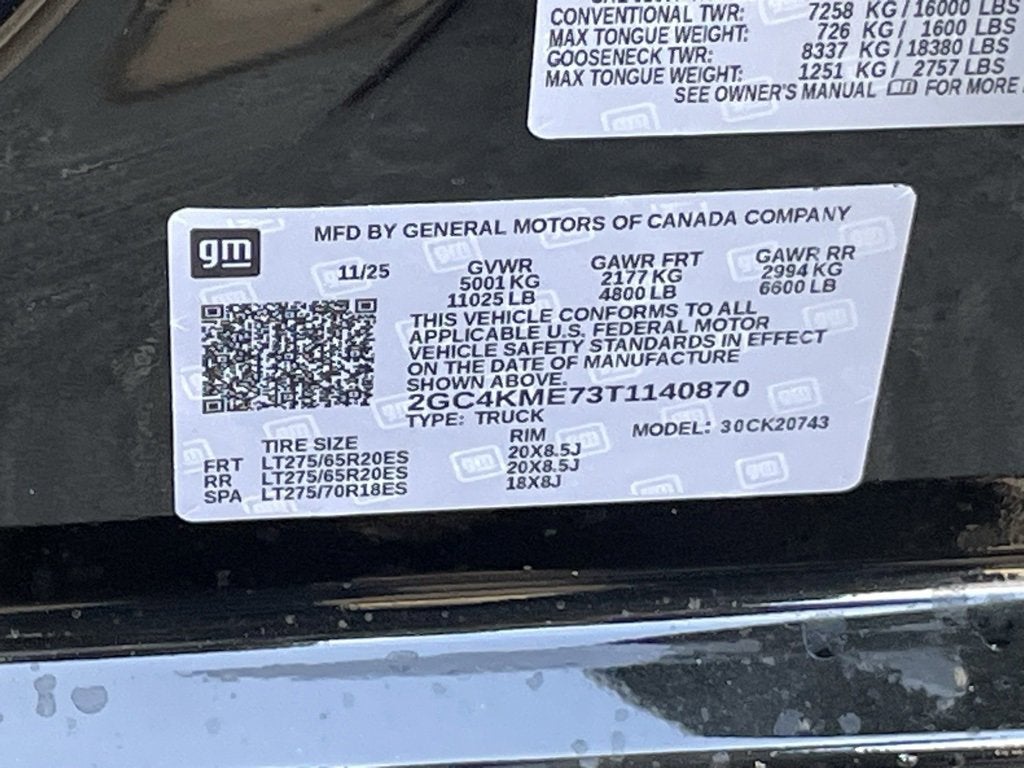 CONVENTIONAL TWR: 7258 KG/16000 LBS
MAX TONGUE WEIGHT: 726 KG/ 1600 LBS
GOOSENECK TWR: 8337 KG/18380 LBS
MAX TONGUE WEIGHT: 1251 KG/ 2757 LBS
SEE OWNER'S MANUAL FOR MORE
gm
MFD BY GENERAL MOTORS OF CANADA COMPANY
11/25 GVWR GAWR FRT GAWR RR
5001 KG 2177 KG 2994 KG
11025 LB 4800 LB 6600 LB
THIS VEHICLE CONFORMS TO ALL
APPLICABLE U.S. FEDERAL MOTOR
VEHICLE SAFETY STANDARDS IN EFFECT
ON THE DATE OF MANUFACTURE
SHOWN ABOVE.
2GC4KME73T1140870
TYPE: TRUCK
MODEL: 30CK20743
TIRE SIZE RIM
FRT LT275/65R20ES 20X8.5J
RR LT275/65R20ES 20X8.5J
SPA LT275/70R18ES 18X8J